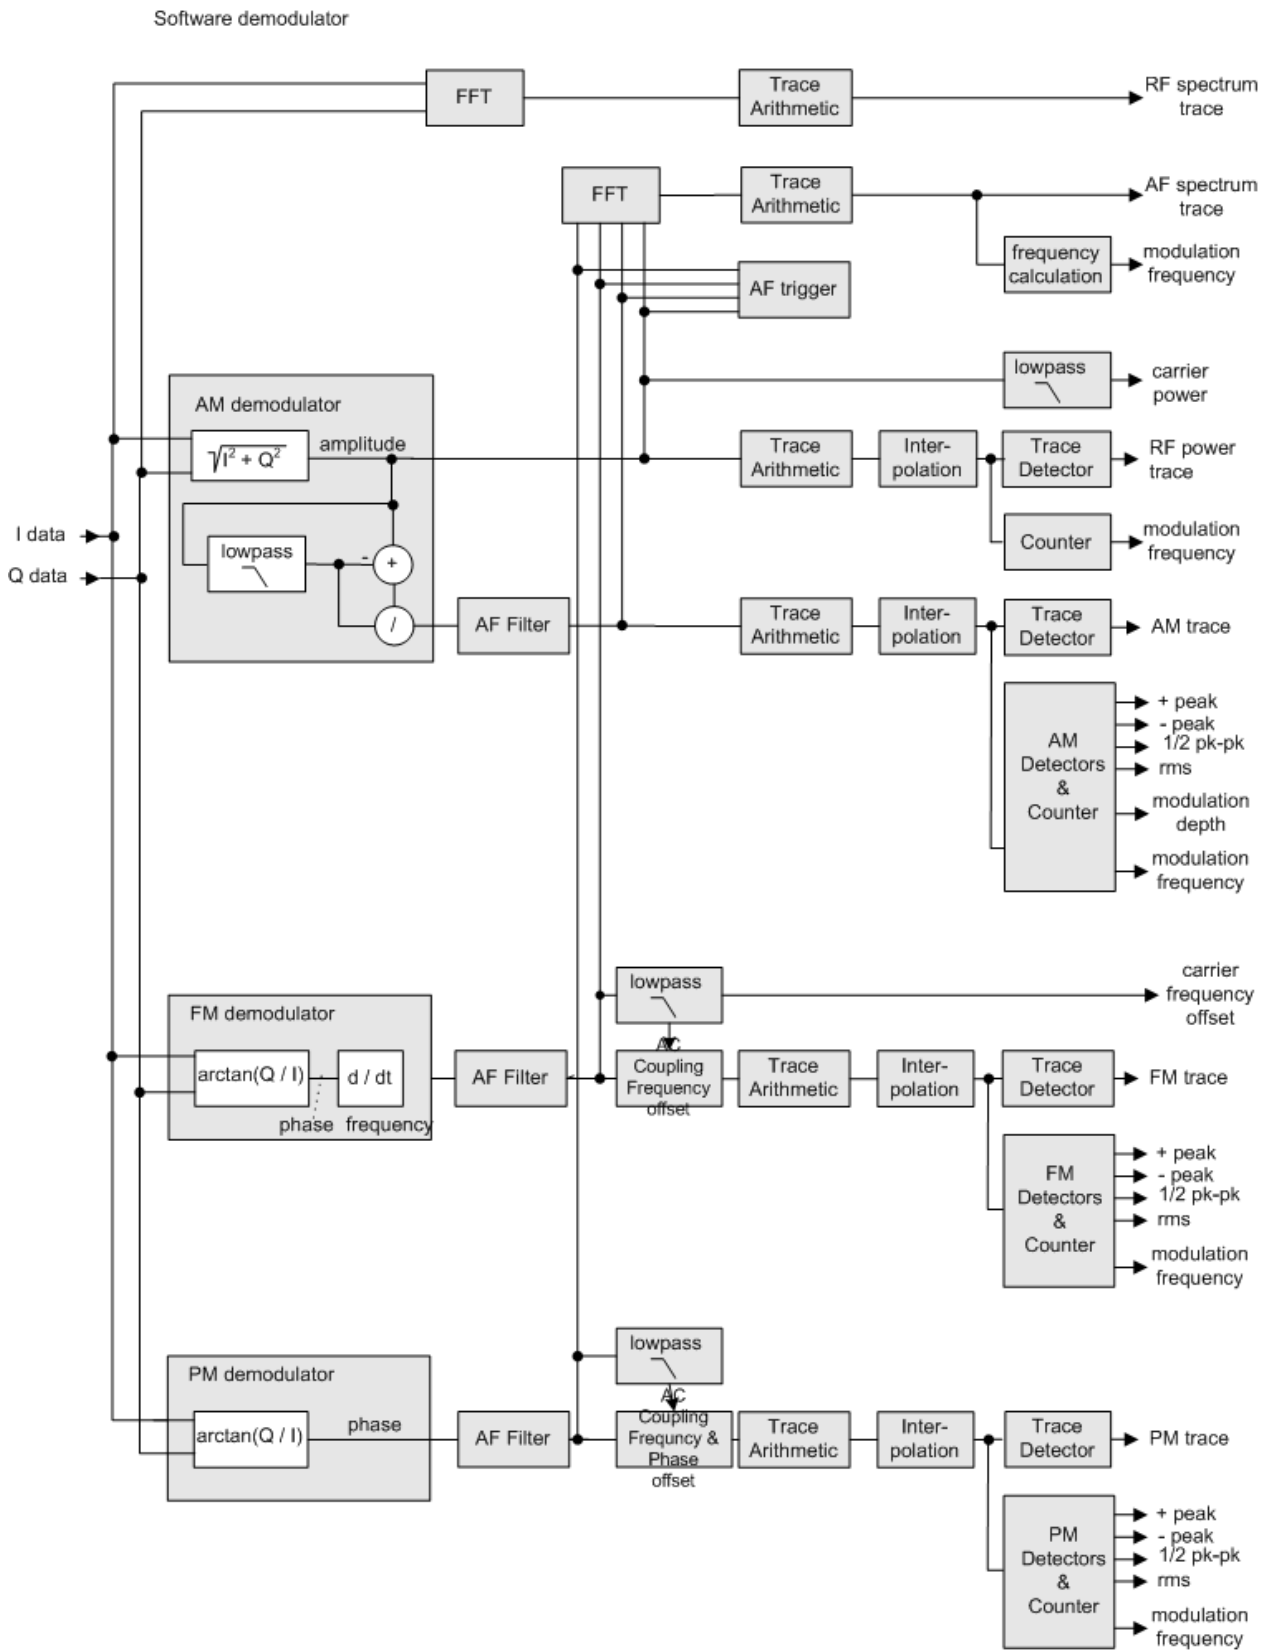 Software demodulator
FFT
Trace
Arithmetic
RF spectrum
trace
FFT
Trace
Arithmetic
AF spectrum
trace
frequency
calculation
modulation
frequency
AF trigger
lowpass
carrier
power
AM demodulator
√I² + Q²
amplitude
Trace
Arithmetic
Inter-
polation
Trace
Detector
RF power
trace
I data
Q data
lowpass
-
+
/
Counter
modulation
frequency
AF Filter
Trace
Arithmetic
Inter-
polation
Trace
Detector
AM trace
AM
Detectors
&
Counter
+ peak
- peak
1/2 pk-pk
rms
modulation
depth
modulation
frequency
lowpass
carrier
frequency
offset
FM demodulator
arctan(Q / I)
d / dt
phase
frequency
AF Filter
AC
Coupling
Frequency
offset
Trace
Arithmetic
Inter-
polation
Trace
Detector
FM trace
FM
Detectors
&
Counter
+ peak
- peak
1/2 pk-pk
rms
modulation
frequency
lowpass
PM demodulator
arctan(Q / I)
phase
AF Filter
AC
Coupling
Frequncy &
Phase
offset
Trace
Arithmetic
Inter-
polation
Trace
Detector
PM trace
PM
Detectors
&
Counter
+ peak
- peak
1/2 pk-pk
rms
modulation
frequency